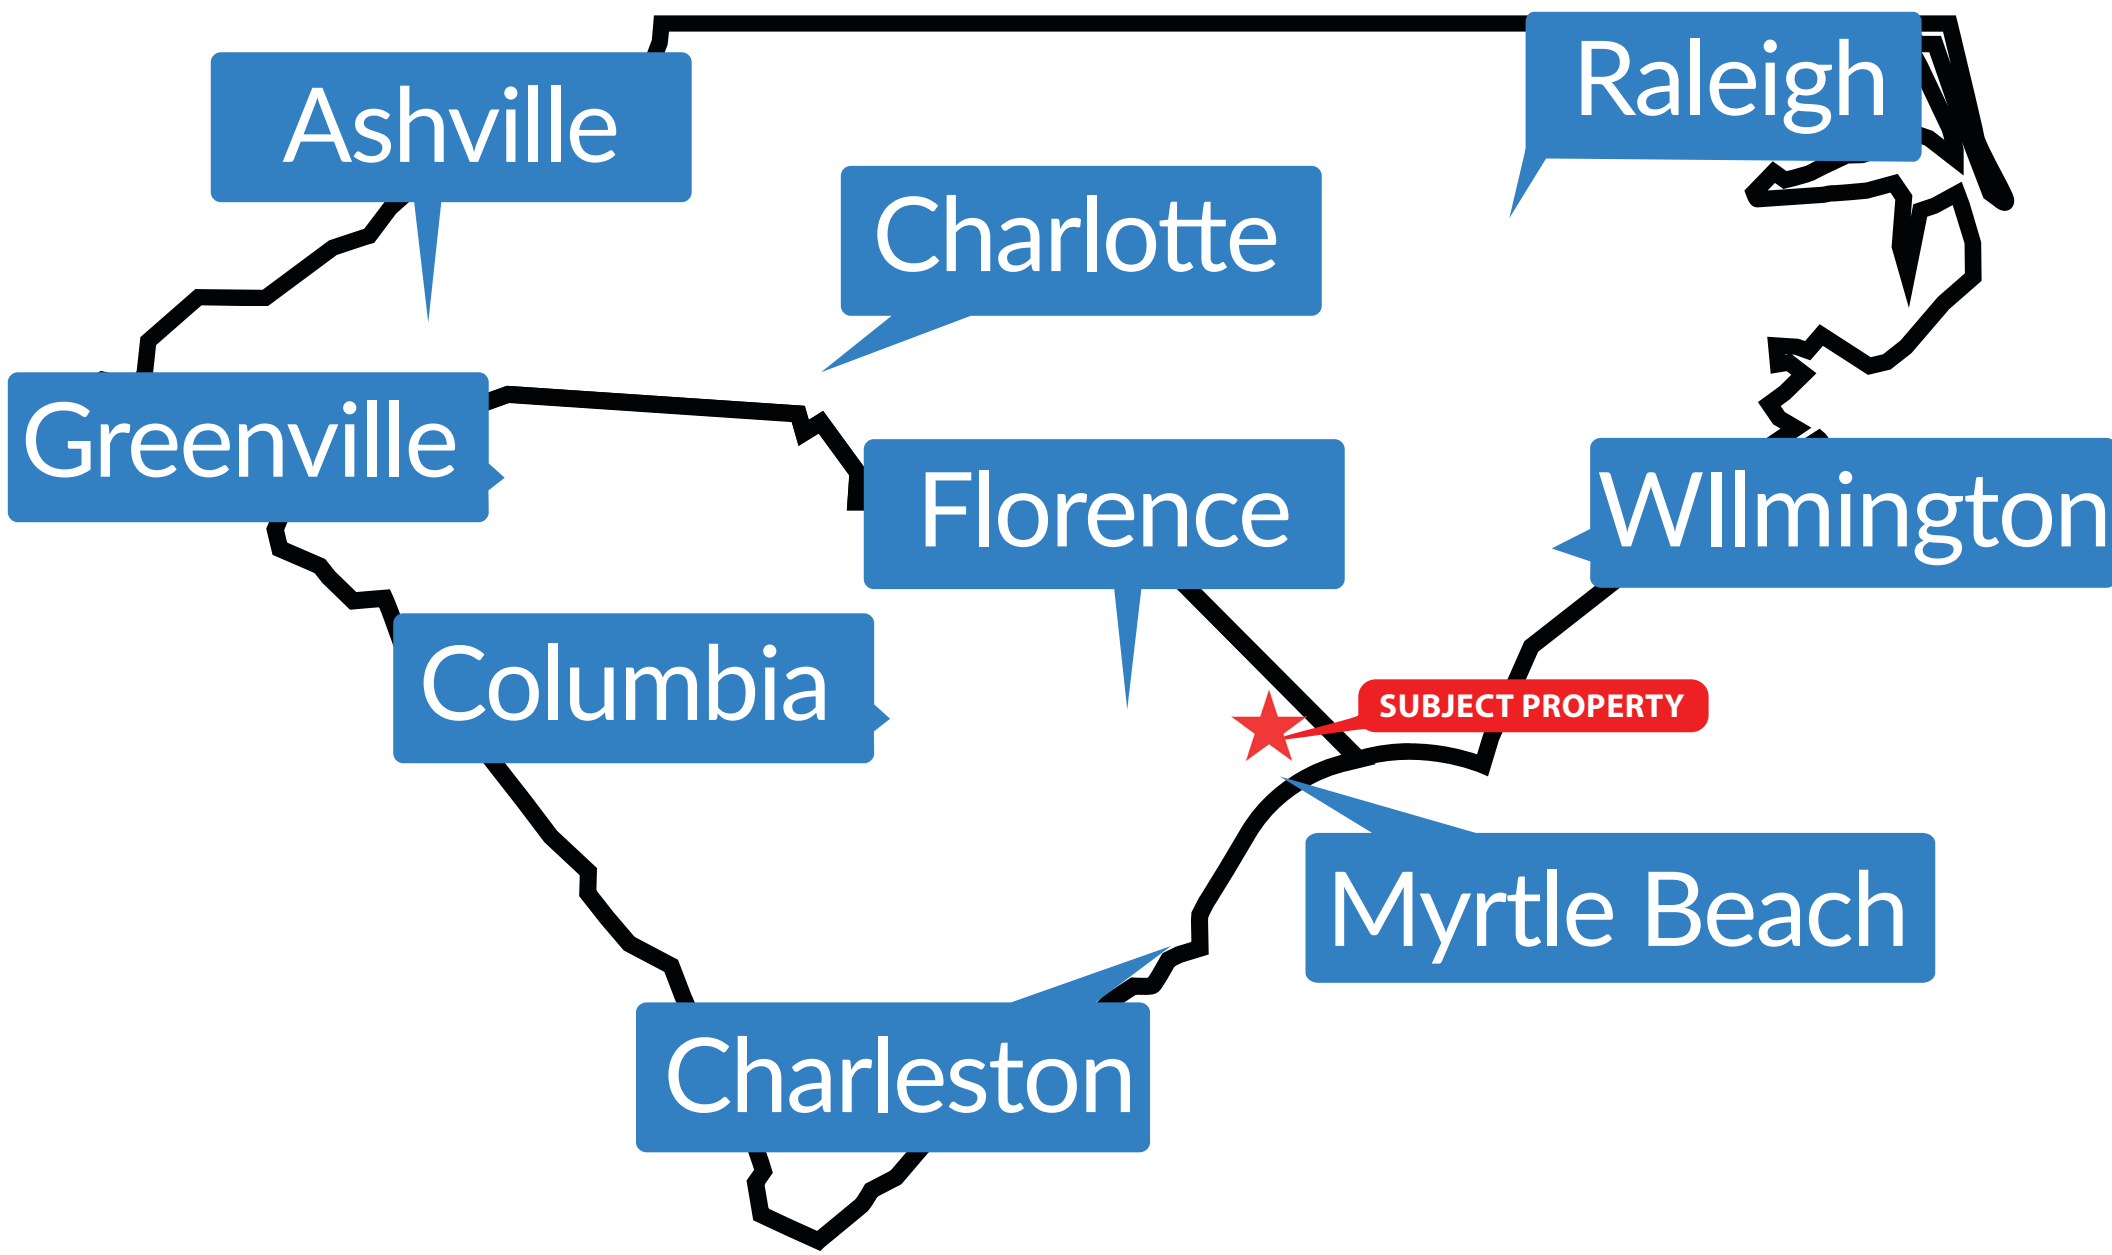 Raleigh
Ashville
Charlotte
Greenville
Florence
WIlmington
Columbia
SUBJECT PROPERTY
Myrtle Beach
Charleston